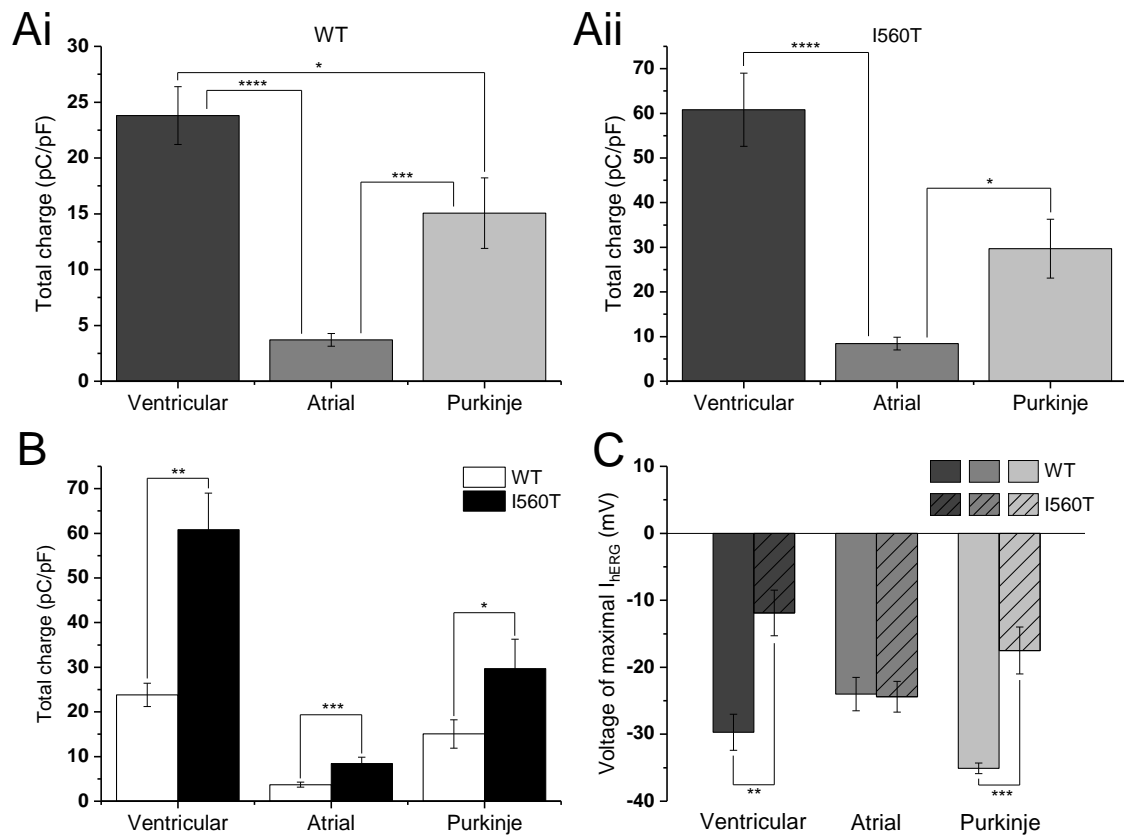 Ai
WT
Total charge (pC/pF)
30
25
20
15
10
5
0
*
****
***
Ventricular Atrial Purkinje
Aii
I560T
Total charge (pC/pF)
70
60
50
40
30
20
10
0
****
*
Ventricular Atrial Purkinje
B
WT
I560T
Total charge (pC/pF)
70
60
50
40
30
20
10
0
**
***
*
Ventricular Atrial Purkinje
C
WT
I560T
Voltage of maximal IhERG (mV)
10
0
-10
-20
-30
-40
**
***
Ventricular Atrial Purkinje